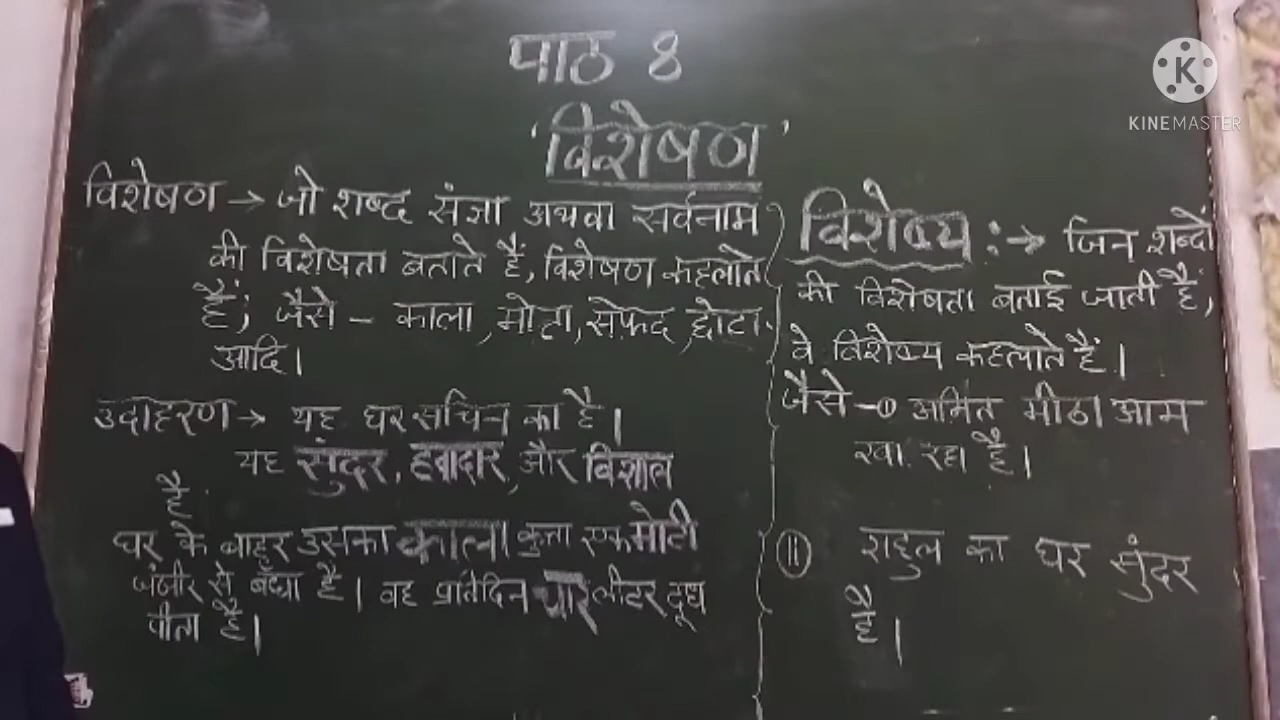 पाठ 8
'विशेषण'
विशेषण → जो शब्द संज्ञा अथवा सर्वनाम
की विशेषता बताते हैं, विशेषण कहलाते
हैं; जैसे - काला, मोटा, सफ़ेद, छोटा
आदि।
उदाहरण → यह घर सचिन का है।
यह सुंदर, हवादार, और विशाल
है
घर के बाहर उसका काला कुत्ता एक मोटी
जंजीर से बंधा है। वह प्रतिदिन चार लीटर दूध
पीता है।
विशेष्य :→ जिन शब्दों
की विशेषता बताई जाती है,
वे विशेष्य कहलाते हैं।
जैसे - ① अमित मीठा आम
खा रहा है।
⑪ राहुल का घर सुंदर
है।
K
KINEMASTER